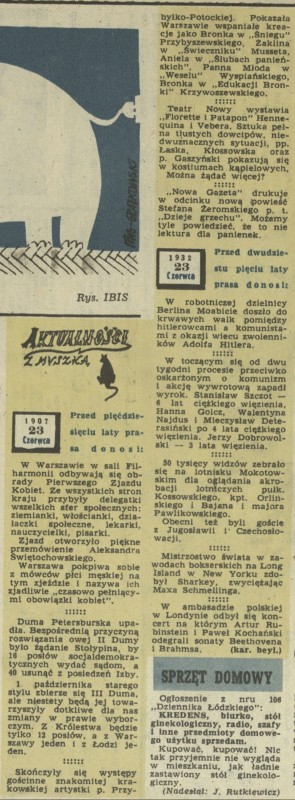 Rys. IBIS
AKTUALNOŚCI
Z MYSZKĄ
1907
23
Czerwca
Przed pięćdzie-
sięciu laty pra-
sa donosi:
W Warszawie w sali Fil-
harmonii odbywają się ob-
rady Pierwszego Zjazdu
Kobiet. Ze wszystkich stron
kraju przybyły delegatki
wszelkich sfer społecznych:
ziemianki, włościanki, dzia-
łaczki społeczne, lekarki,
nauczycielki, pisarki.
Zjazd otworzyło piękne
przemówienie Aleksandra
Świętochowskiego.
Warszawa pokpiwa sobie
z mówców płci męskiej na
tym zjeździe i nazywa ich
zjadliwie „czasowo pełniący-
mi obowiązki kobiet".
::::::
Duma Petersburska upa-
dła. Bezpośrednią przyczyną
rozwiązania owej II Dumy
było żądanie Stołypina, by
16 posłów socjaldemokra-
tycznych wydać sądom, a
40 usunąć z posiedzeń Izby.
1 października starego
stylu zbierze się III Duma,
ale niestety będą jej towa-
rzyszyły dotkliwe dla nas
zmiany w prawie wybor-
czym. Z Królestwa będzie
tylko 12 posłów, a z War-
szawy jeden i z Łodzi je-
den.
::::::
Skończyły się występy
gościnne znakomitej kra-
kowskiej artystki p. Przy-
byłko-Potockiej. Pokazała
Warszawie wspaniałe krea-
cje jako Bronka w „Śniegu"
Przybyszewskiego, Żaklina
w „Świeczniku" Musseta,
Aniela w „Ślubach panień-
skich", Panna Młoda w
„Weselu" Wyspiańskiego,
Bronka w „Edukacji Bron-
ki" Krzywoszewskiego.
::::::
Teatr Nowy wystawia
„Florette i Patapon" Henne-
quina i Vebera. Sztuka peł-
na tłustych dowcipów, nie-
dwuznacznych sytuacji, pp.
Laska, Kłossowska oraz
p. Gaszyński pokazują się
w kostiumach kąpielowych.
Można żądać więcej?
::::::
„Nowa Gazeta" drukuje
w odcinku nową powieść
Stefana Żeromskiego p. t.
„Dzieje grzechu". Możemy
tyle powiedzieć, że to nie
lektura dla panienek.
1932
23
Czerwca
Przed dwudzie-
stu pięciu laty
prasa donosi:
W robotniczej dzielnicy
Berlina Moabicie doszło do
krwawych walk pomiędzy
hitlerowcami a komunista-
mi z okazji wiecu zwolenni-
ków Adolfa Hitlera.
::::::
W toczącym się od dwu
tygodni procesie przeciwko
oskarżonym o komunizm
i akcję wywrotową zapadł
wyrok. Stanisław Szczot —
6 lat ciężkiego więzienia,
Hanna Golcz, Walentyna
Najdus i Mieczysław Dete-
szasiński po 4 lata ciężkiego
więzienia. Jerzy Dobrowol-
ski — 3 lata więzienia.
::::::
30 tysięcy widzów zebrało
się na lotnisku Mokotow-
skim dla oglądania akro-
bacji lotniczych pułk.
Kossowskiego, kpt. Orliń-
skiego i Bajana i majora
Pawlikowskiego.
Obecni też byli goście
z Jugosławii i Czechosło-
wacji.
::::::
Mistrzostwo świata w za-
wodach bokserskich na Long
Island w New Yorku zdo-
był Sharkey, zwyciężając
Maxa Schmellinga.
::::::
W ambasadzie polskiej
w Londynie odbył się kon-
cert na którym Artur Ru-
binstein i Paweł Kochański
odegrali sonaty Beethovena
i Brahmsa. (kar. beyl.)
SPRZĘT DOMOWY
Ogłoszenie z nru 106
„Dziennika Łódzkiego":
KREDENS, biurko, stół
ginekologiczny, radio, szafy
i inne przedmioty domowe-
go użytku sprzedam.
Kupować, kupować! Nic
tak przyjemnie nie wygląda
w mieszkaniu, jak ładnie
zastawiony stół ginekolo-
giczny.
(Nadesłał: J. Rutkiewicz)